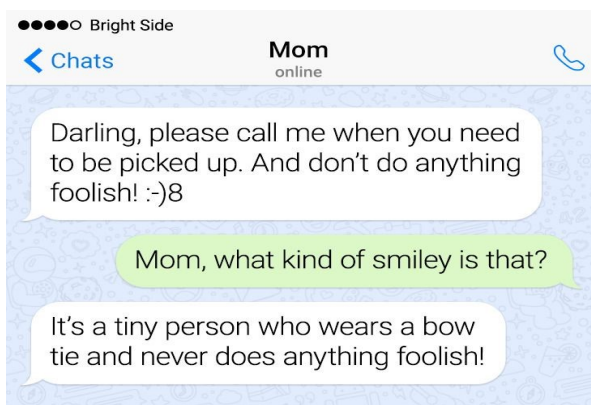 Bright Side
Chats
Mom
online
Darling, please call me when you need
to be picked up. And don't do anything
foolish! :-)8
Mom, what kind of smiley is that?
It's a tiny person who wears a bow
tie and never does anything foolish!